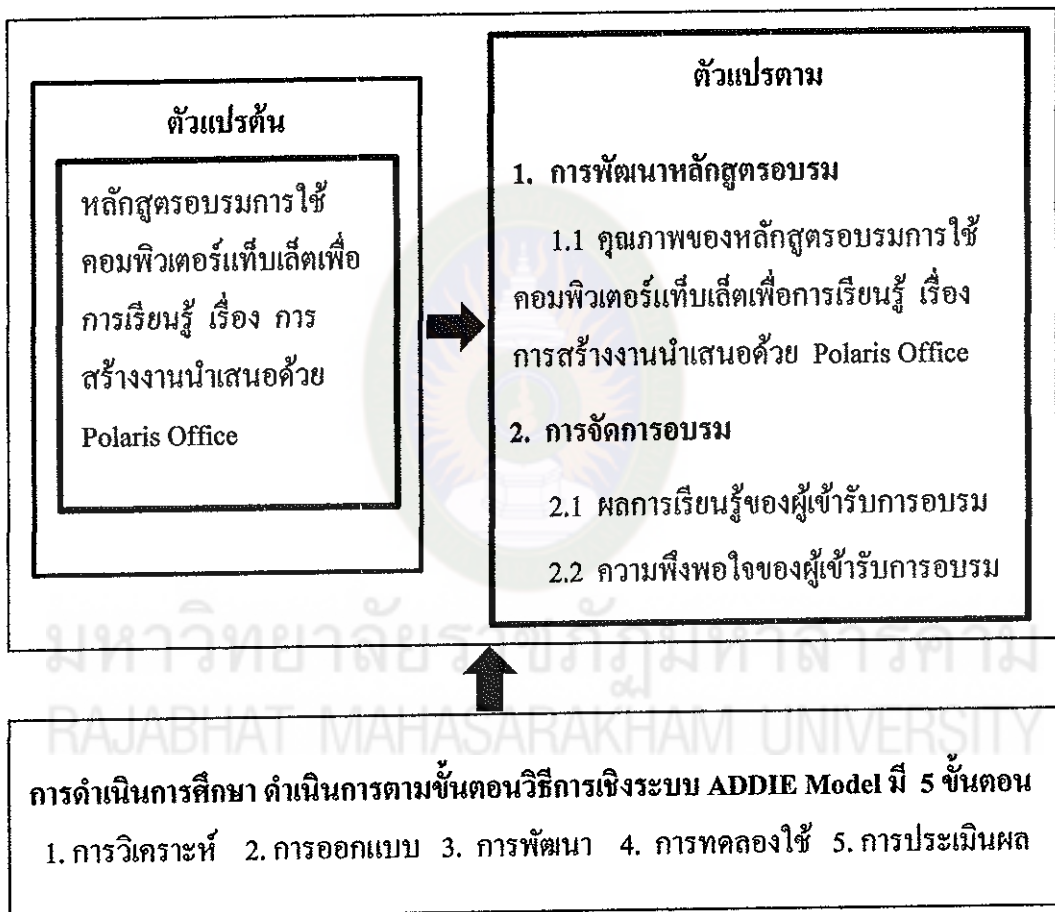 ตัวแปรต้น
หลักสูตรอบรมการใช้
คอมพิวเตอร์แท็บเล็ตเพื่อ
การเรียนรู้ เรื่อง การ
สร้างงานนำเสนอด้วย
Polaris Office
ตัวแปรตาม
1. การพัฒนาหลักสูตรอบรม
1.1 คุณภาพของหลักสูตรอบรมการใช้
คอมพิวเตอร์แท็บเล็ตเพื่อการเรียนรู้ เรื่อง
การสร้างงานนำเสนอด้วย Polaris Office
2. การจัดการอบรม
2.1 ผลการเรียนรู้ของผู้เข้ารับการอบรม
2.2 ความพึงพอใจของผู้เข้ารับการอบรม
มหาวิทยาลัยราชภัฏมหาสารคาม
RAJABHAT MAHASARAKHAM UNIVERSITY
การดำเนินการศึกษา ดำเนินการตามขั้นตอนวิธีการเชิงระบบ ADDIE Model มี 5 ขั้นตอน
1. การวิเคราะห์ 2. การออกแบบ 3. การพัฒนา 4. การทดลองใช้ 5. การประเมินผล